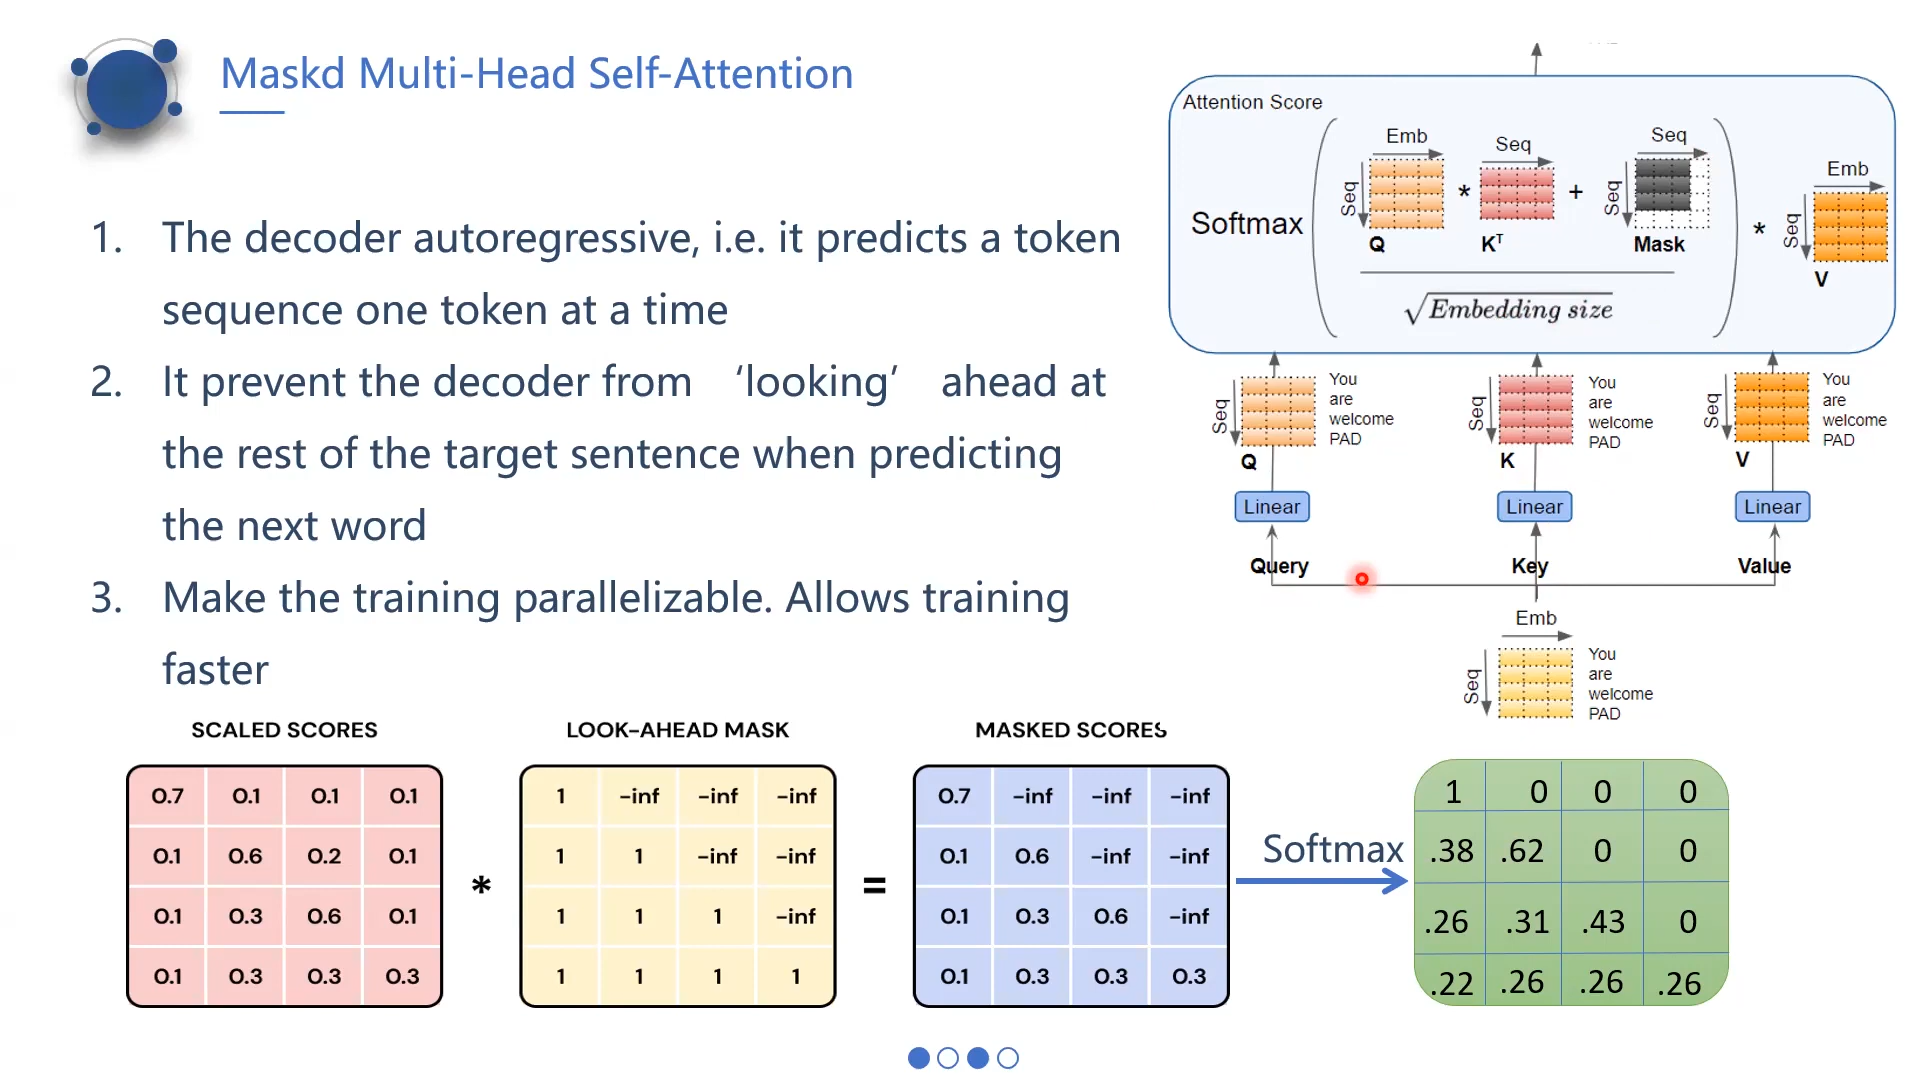 Maskd Multi-Head Self-Attention
1. The decoder autoregressive, i.e. it predicts a token
sequence one token at a time
2. It prevent the decoder from ‘looking’ ahead at
the rest of the target sentence when predicting
the next word
3. Make the training parallelizable. Allows training
faster
Attention Score
Emb
Seq
Seq
Emb
Seq
Seq
Seq
Softmax
*
+
*
Q
Kᵀ
Mask
V
√Embedding size
Seq
You
are
welcome
PAD
Q
Seq
You
are
welcome
PAD
K
Seq
You
are
welcome
PAD
V
Linear
Linear
Linear
Query
Key
Value
Emb
Seq
You
are
welcome
PAD
SCALED SCORES
0.7 0.1 0.1 0.1
0.1 0.6 0.2 0.1
0.1 0.3 0.6 0.1
0.1 0.3 0.3 0.3
*
LOOK-AHEAD MASK
1 -inf -inf -inf
1 1 -inf -inf
1 1 1 -inf
1 1 1 1
=
MASKED SCORES
0.7 -inf -inf -inf
0.1 0.6 -inf -inf
0.1 0.3 0.6 -inf
0.1 0.3 0.3 0.3
Softmax
1 0 0 0
.38 .62 0 0
.26 .31 .43 0
.22 .26 .26 .26